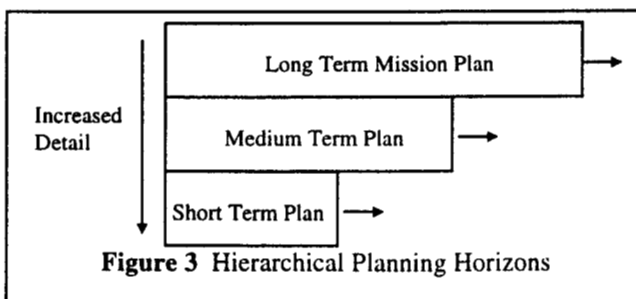 Long Term Mission Plan
Increased
Detail
Medium Term Plan
Short Term Plan
Figure 3 Hierarchical Planning Horizons